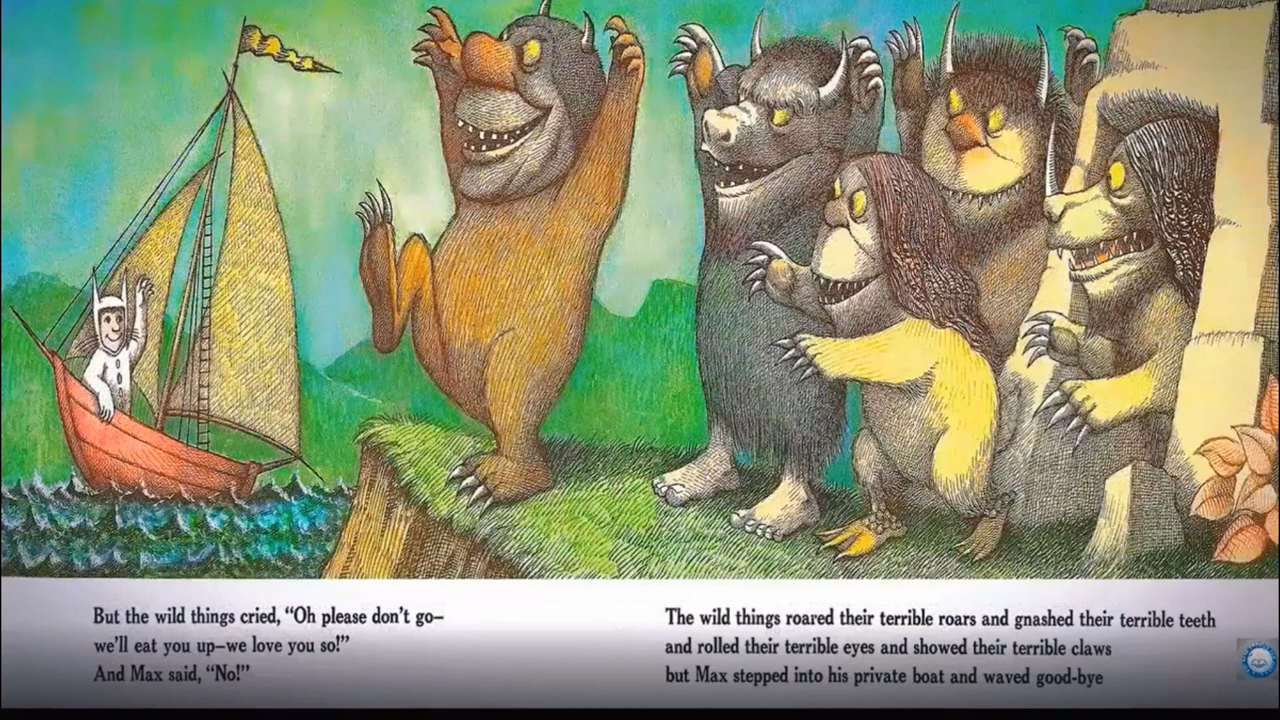 But the wild things cried, “Oh please don’t go–
we’ll eat you up–we love you so!”
And Max said, “No!”
The wild things roared their terrible roars and gnashed their terrible teeth
and rolled their terrible eyes and showed their terrible claws
but Max stepped into his private boat and waved good-bye